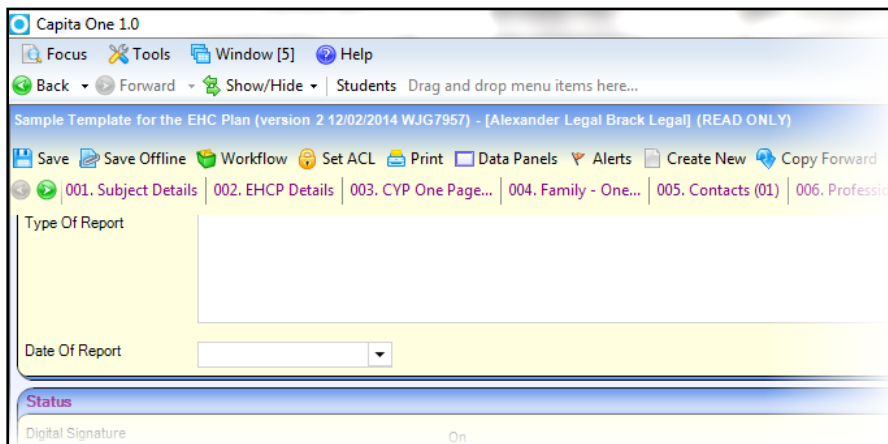 Capita One 1.0
Focus Tools Window [5] Help
Back Forward Show/Hide Students Drag and drop menu items here...
Sample Template for the EHC Plan (version 2 12/02/2014 WJG7957) - [Alexander Legal Brack Legal] (READ ONLY)
Save Save Offline Workflow Set ACL Print Data Panels Alerts Create New Copy Forward
001. Subject Details 002. EHCP Details 003. CYP One Page... 004. Family - One... 005. Contacts (01) 006. Professio
Type Of Report
Date Of Report
Status
Digital Signature On